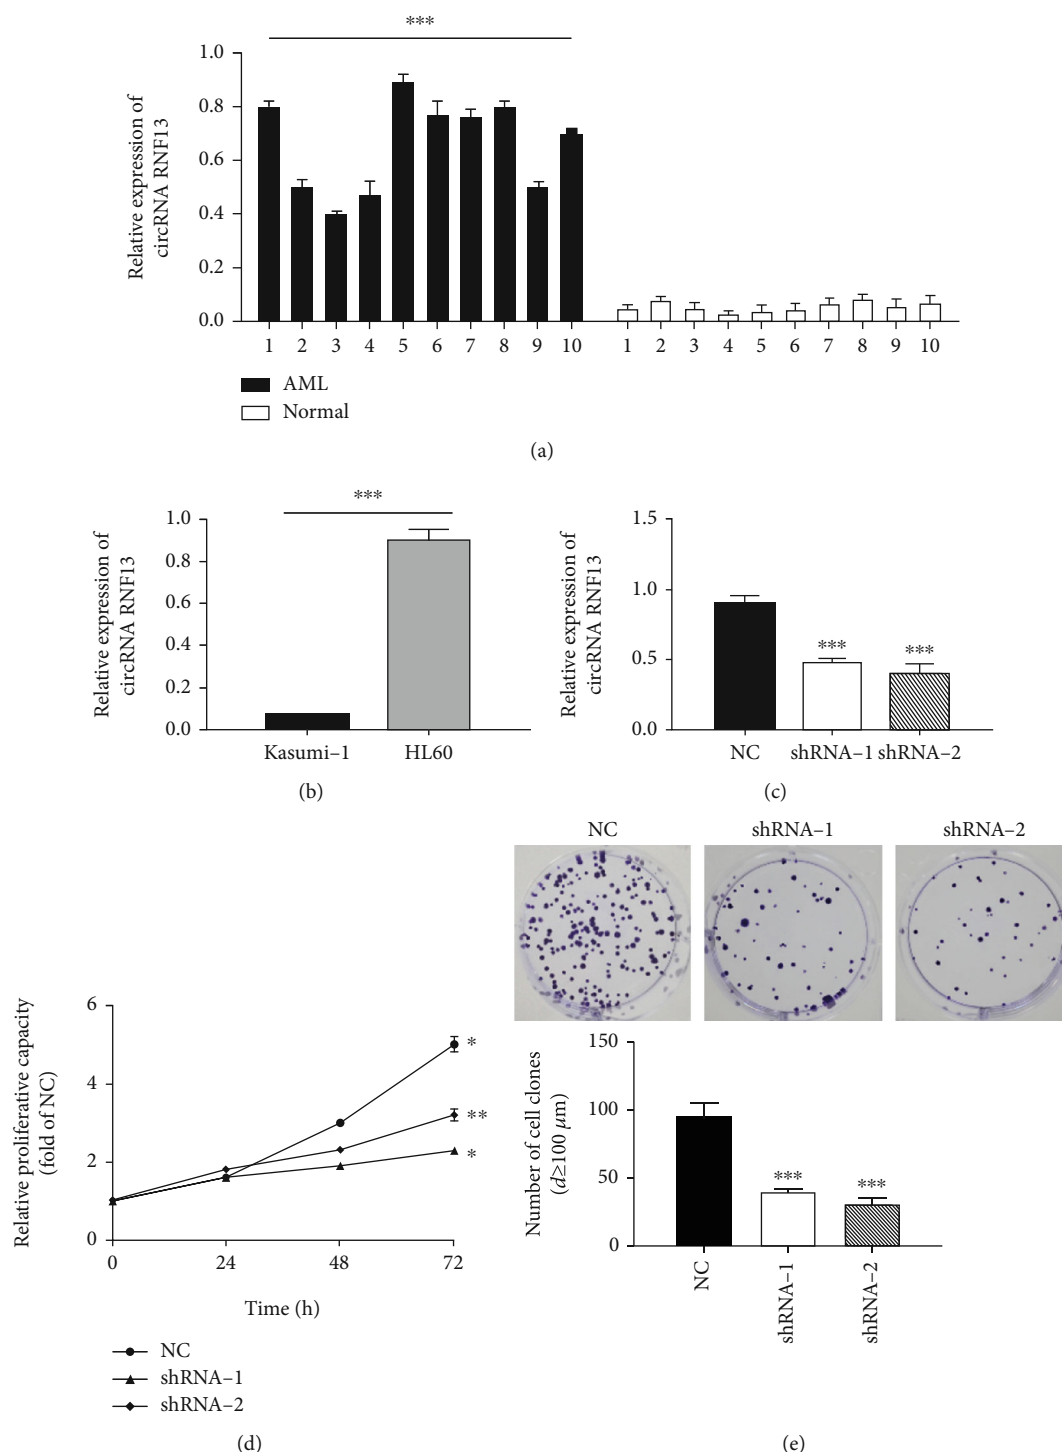 ***
Relative expression of
circRNA RNF13
1.0
0.8
0.6
0.4
0.2
0.0
1 2 3 4 5 6 7 8 9 10 1 2 3 4 5 6 7 8 9 10
AML
Normal
(a)
***
Relative expression of
circRNA RNF13
1.0
0.8
0.6
0.4
0.2
0.0
Kasumi–1 HL60
(b)
Relative expression of
circRNA RNF13
1.5
1.0
0.5
0.0
*** ***
NC shRNA–1 shRNA–2
(c)
Relative proliferative capacity
(fold of NC)
6
4
2
0
*
**
*
0 24 48 72
Time (h)
NC
shRNA–1
shRNA–2
(d)
NC shRNA–1 shRNA–2
Number of cell clones
(d≥100 μm)
150
100
50
0
*** ***
NC
shRNA–1
shRNA–2
(e)